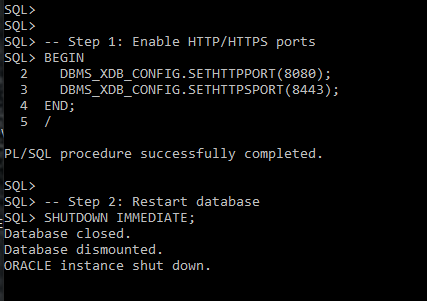 SQL>
SQL>
SQL> -- Step 1: Enable HTTP/HTTPS ports
SQL> BEGIN
  2    DBMS_XDB_CONFIG.SETHTTPPORT(8080);
  3    DBMS_XDB_CONFIG.SETHTTPSPORT(8443);
  4  END;
  5  /

PL/SQL procedure successfully completed.

SQL>
SQL> -- Step 2: Restart database
SQL> SHUTDOWN IMMEDIATE;
Database closed.
Database dismounted.
ORACLE instance shut down.